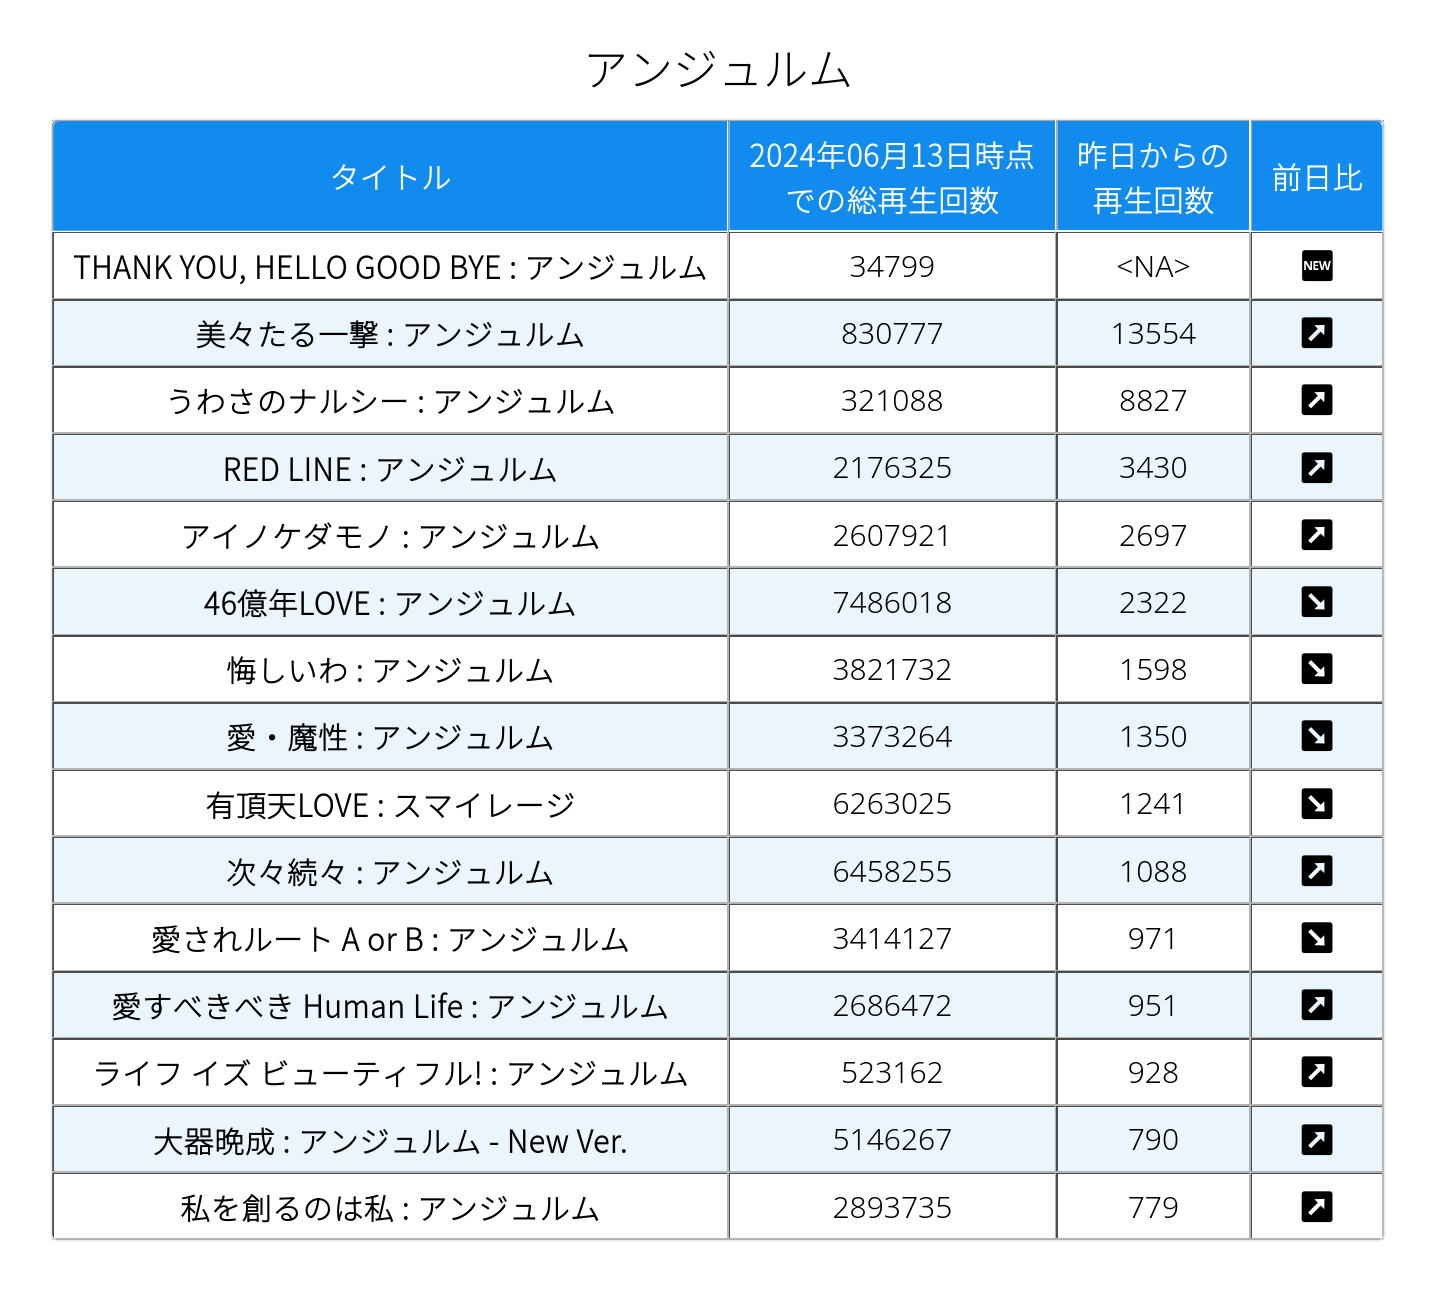 アンジュルム
タイトル 2024年06月13日時点での総再生回数 昨日からの再生回数 前日比
THANK YOU, HELLO GOOD BYE : アンジュルム 34799 <NA> NEW
美々たる一撃 : アンジュルム 830777 13554 ↗
うわさのナルシー : アンジュルム 321088 8827 ↗
RED LINE : アンジュルム 2176325 3430 ↗
アイノケダモノ : アンジュルム 2607921 2697 ↗
46億年LOVE : アンジュルム 7486018 2322 ↘
悔しいわ : アンジュルム 3821732 1598 ↘
愛・魔性 : アンジュルム 3373264 1350 ↘
有頂天LOVE : スマイレージ 6263025 1241 ↘
次々続々 : アンジュルム 6458255 1088 ↗
愛されルート A or B : アンジュルム 3414127 971 ↘
愛すべきべき Human Life : アンジュルム 2686472 951 ↗
ライフ イズ ビューティフル! : アンジュルム 523162 928 ↗
大器晩成 : アンジュルム - New Ver. 5146267 790 ↗
私を創るのは私 : アンジュルム 2893735 779 ↗